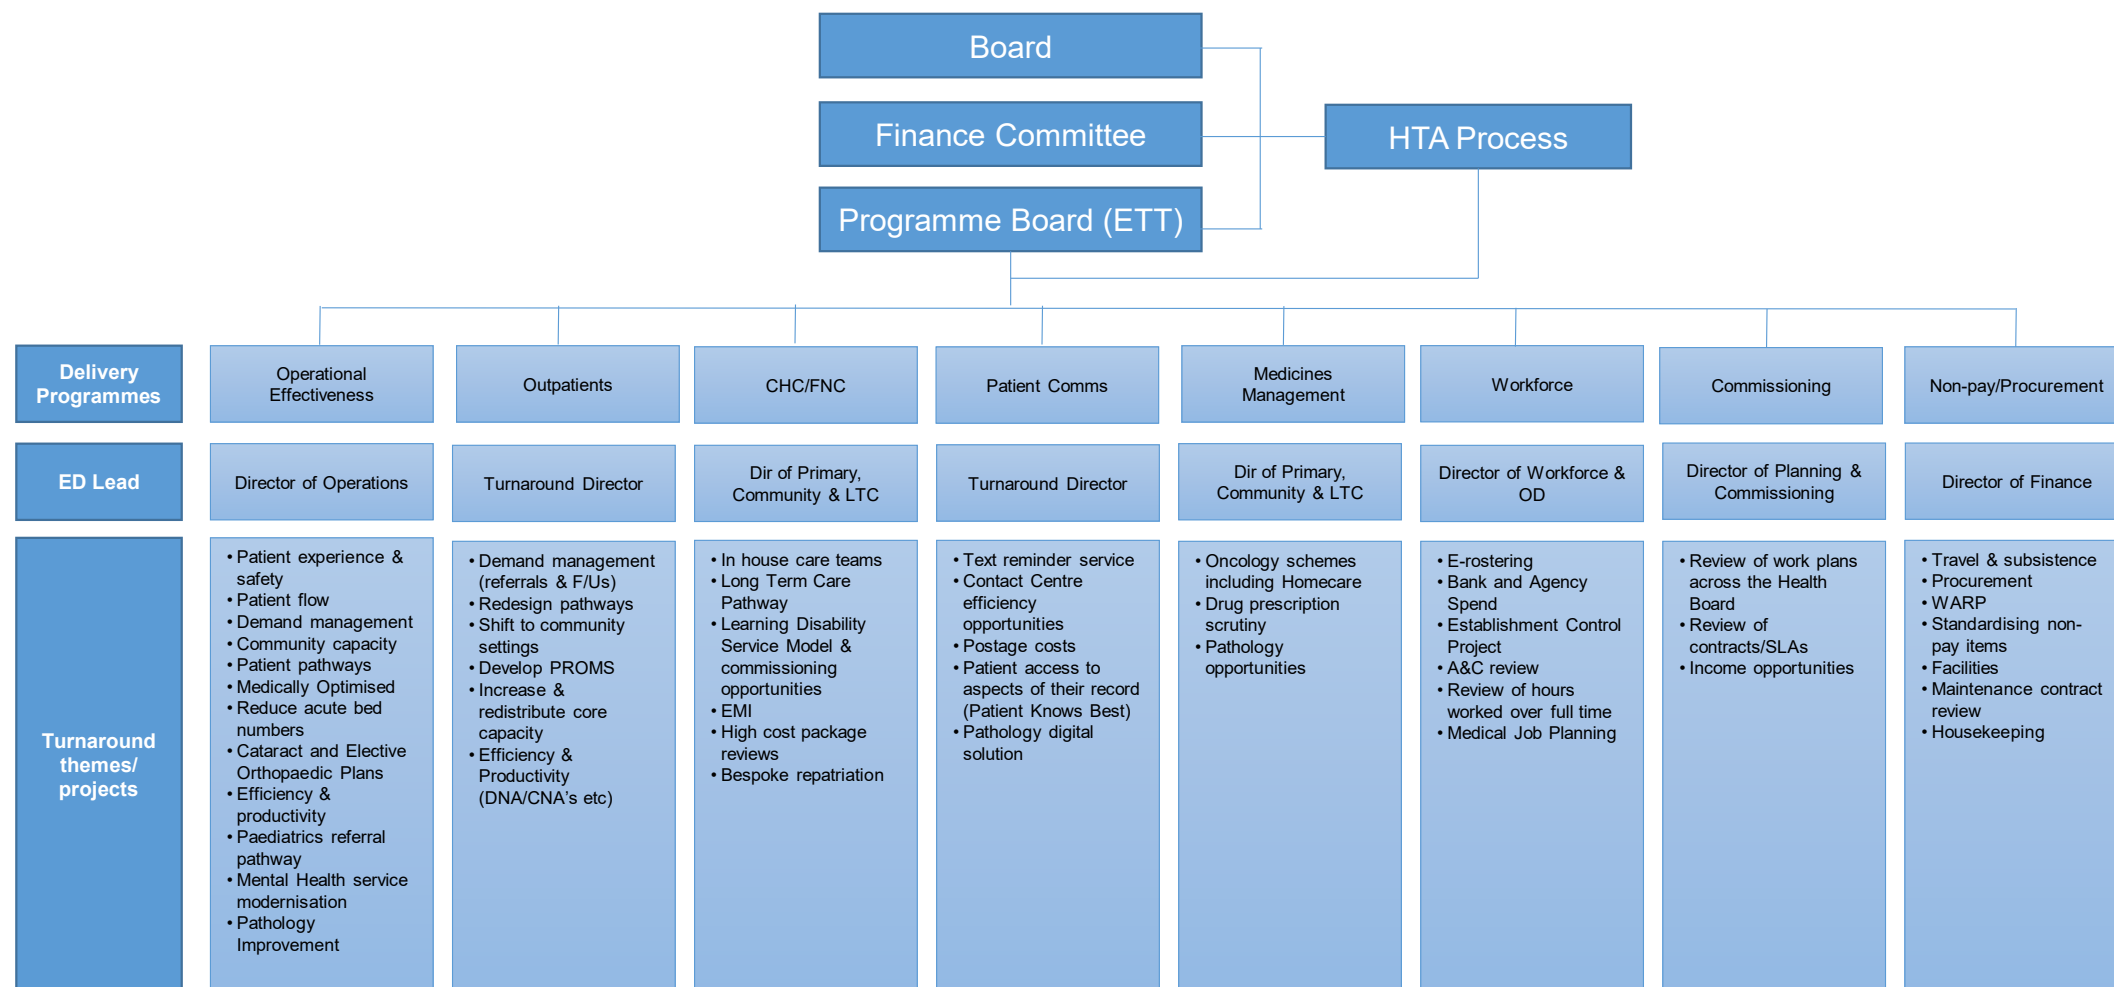 Board
Finance Committee
HTA Process
Programme Board (ETT)
Delivery
Programmes
Operational
Effectiveness
Outpatients
CHC/FNC
Patient Comms
Medicines
Management
Workforce
Commissioning
Non-pay/Procurement
ED Lead
Director of Operations
Turnaround Director
Dir of Primary,
Community & LTC
Turnaround Director
Dir of Primary,
Community & LTC
Director of Workforce &
OD
Director of Planning &
Commissioning
Director of Finance
Turnaround
themes/
projects
• Patient experience &
safety
• Patient flow
• Demand management
• Community capacity
• Patient pathways
• Medically Optimised
• Reduce acute bed
numbers
• Cataract and Elective
Orthopaedic Plans
• Efficiency &
productivity
• Paediatrics referral
pathway
• Mental Health service
modernisation
• Pathology
Improvement
• Demand management
(referrals & F/Us)
• Redesign pathways
• Shift to community
settings
• Develop PROMS
• Increase &
redistribute core
capacity
• Efficiency &
Productivity
(DNA/CNA's etc)
• In house care teams
• Long Term Care
Pathway
• Learning Disability
Service Model &
commissioning
opportunities
• EMI
• High cost package
reviews
• Bespoke repatriation
• Text reminder service
• Contact Centre
efficiency
opportunities
• Postage costs
• Patient access to
aspects of their record
(Patient Knows Best)
• Pathology digital
solution
• Oncology schemes
including Homecare
• Drug prescription
scrutiny
• Pathology
opportunities
• E-rostering
• Bank and Agency
Spend
• Establishment Control
Project
• A&C review
• Review of hours
worked over full time
• Medical Job Planning
• Review of work plans
across the Health
Board
• Review of
contracts/SLAs
• Income opportunities
• Travel & subsistence
• Procurement
• WARP
• Standardising non-
pay items
• Facilities
• Maintenance contract
review
• Housekeeping